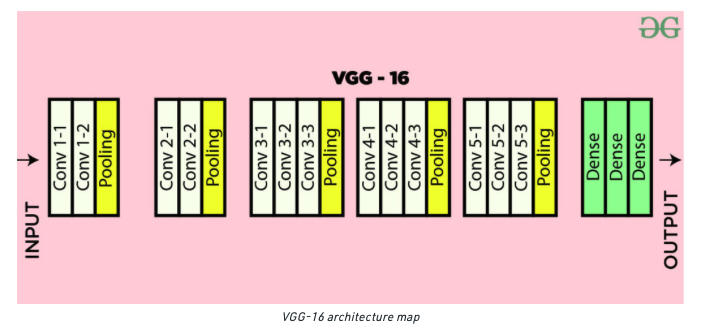 VGG - 16
INPUT
Conv 1-1
Conv 1-2
Pooling
Conv 2-1
Conv 2-2
Pooling
Conv 3-1
Conv 3-2
Conv 3-3
Pooling
Conv 4-1
Conv 4-2
Conv 4-3
Pooling
Conv 5-1
Conv 5-2
Conv 5-3
Pooling
Dense
Dense
Dense
OUTPUT
VGG-16 architecture map